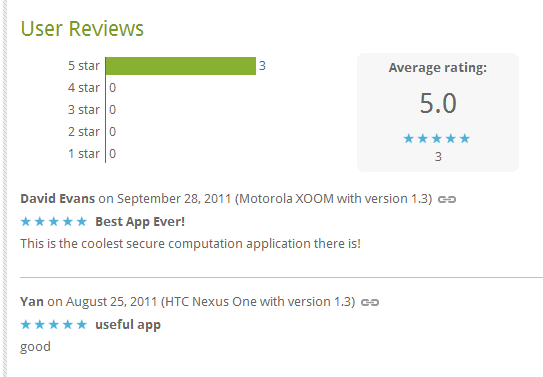 User Reviews
5 star 3
4 star 0
3 star 0
2 star 0
1 star 0
Average rating:
5.0
3
David Evans on September 28, 2011 (Motorola XOOM with version 1.3)
Best App Ever!
This is the coolest secure computation application there is!
Yan on August 25, 2011 (HTC Nexus One with version 1.3)
useful app
good